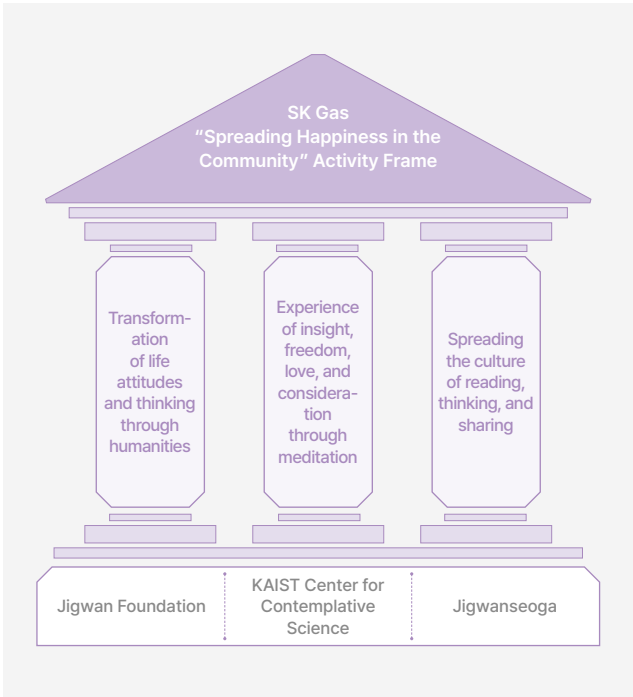 SK Gas
“Spreading Happiness in the
Community” Activity Frame
Transform-
ation
of life
attitudes
and thinking
through
humanities
Experience
of insight,
freedom,
love, and
considera-
tion
through
meditation
Spreading
the culture
of reading,
thinking, and
sharing
Jigwan Foundation
KAIST Center for
Contemplative
Science
Jigwanseoga